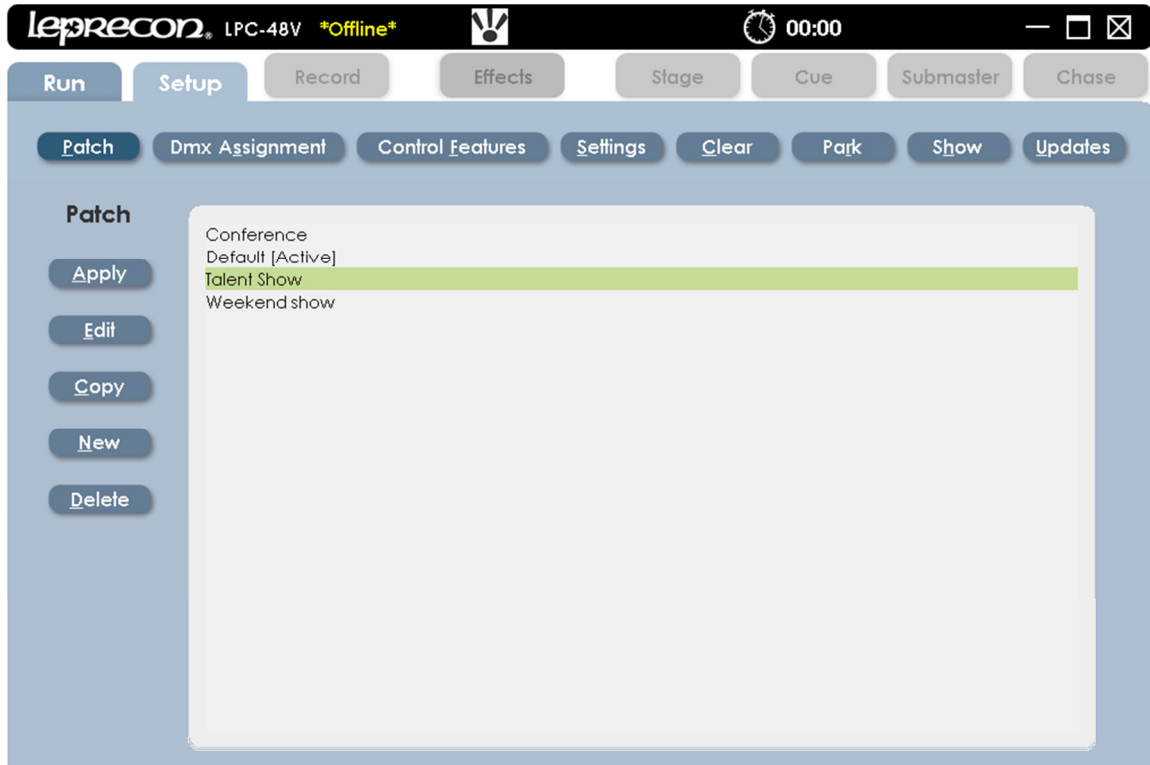 Leprecon® LPC-48V *Offline* 00:00
Run Setup Record Effects Stage Cue Submaster Chase
Patch Dmx Assignment Control Features Settings Clear Park Show Updates
Patch
Conference
Default [Active]
Apply
Talent Show
Weekend show
Edit
Copy
New
Delete